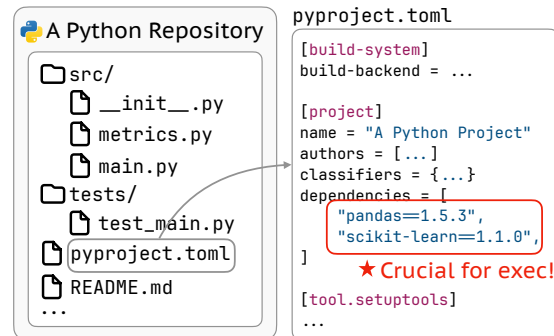 A Python Repository
src/
__init__.py
metrics.py
main.py
tests/
test_main.py
pyproject.toml
README.md
...
pyproject.toml
[build-system]
build-backend = ...
[project]
name = "A Python Project"
authors = [...]
classifiers = {...}
dependencies = [
"pandas==1.5.3",
"scikit-learn==1.1.0",
]
★Crucial for exec!
[tool.setuptools]
...